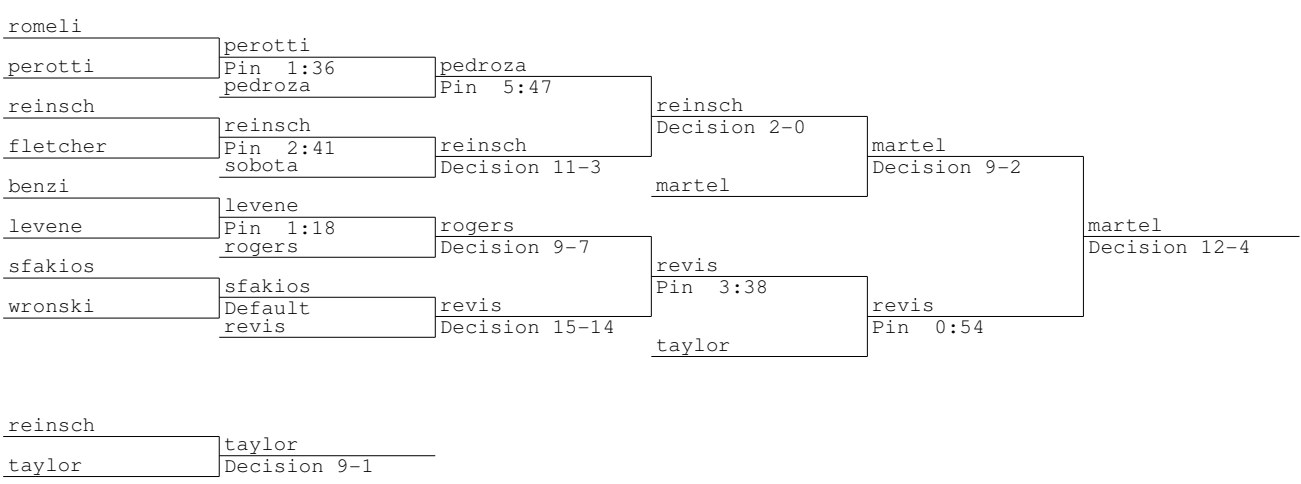 romeli
perotti
perotti
Pin 1:36
pedroza
pedroza
Pin 5:47
reinsch
reinsch
fletcher
Pin 2:41
sobota
reinsch
Decision 11-3
reinsch
Decision 2-0
martel
martel
Decision 9-2
benzi
levene
levene
Pin 1:18
rogers
rogers
Decision 9-7
sfakios
sfakios
wronski
Default
revis
revis
Decision 15-14
revis
Pin 3:38
taylor
revis
Pin 0:54
martel
Decision 12-4
reinsch
taylor
taylor
Decision 9-1